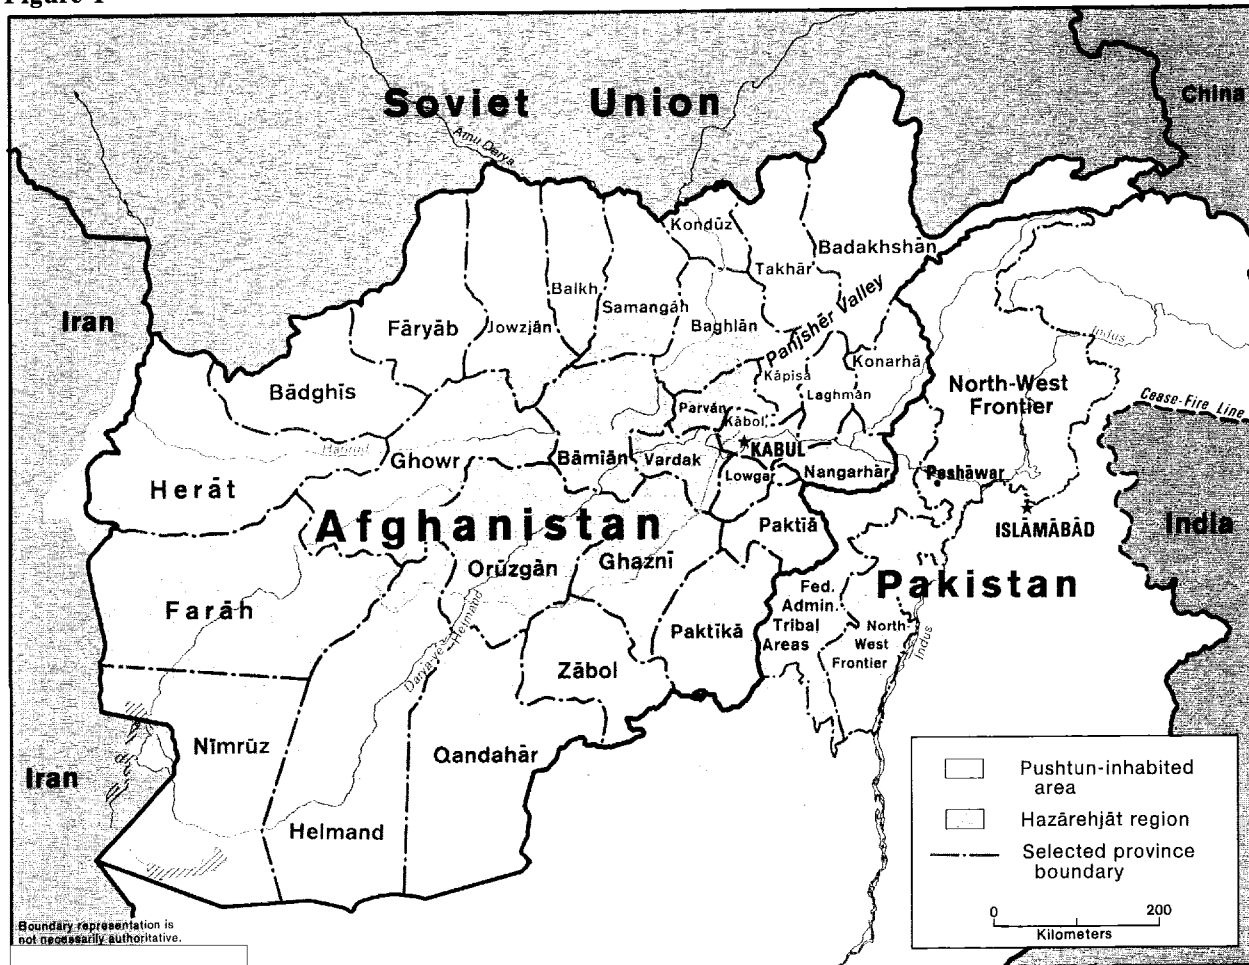 Figure 1
Soviet Union
China
Amu Darya
Kondūz
Badakhshān
Takhār
Iran
Balkh
Samangān
Fāryāb
Jowzjān
Baghlān
Panjshēr Valley
Indus
Kāpīsā
Konarhā
Bādghīs
Laghmān
North-West
Frontier
Cease-Fire Line
Parvān
Kābol
Harirud
Ghowr
Bāmīān
Vardak
KABUL
Lowgar
Nangarhār
Peshāwar
Herāt
ISLĀMĀBĀD
India
Afghanistan
Paktīā
Orūzgān
Ghaznī
Pakistan
Farāh
Fed.
Admin.
Tribal
Areas
Paktīkā
North-
West
Frontier
Indus
Darya-ye Helmand
Zābol
Nīmrūz
Qandahār
Iran
Helmand
Pushtun-inhabited
area
Hazārehjāt region
Selected province
boundary
0 200
Kilometers
Boundary representation is
not necessarily authoritative.